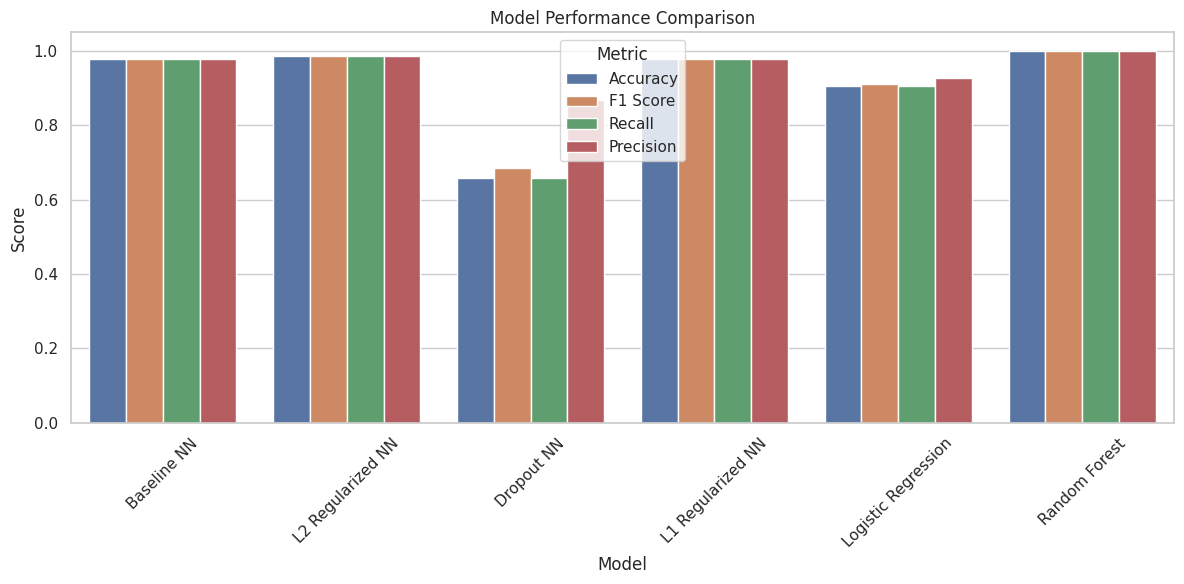 Model Performance Comparison
Metric
Accuracy
F1 Score
Recall
Precision
Score
1.0
0.8
0.6
0.4
0.2
0.0
Baseline NN
L2 Regularized NN
Dropout NN
L1 Regularized NN
Logistic Regression
Random Forest
Model